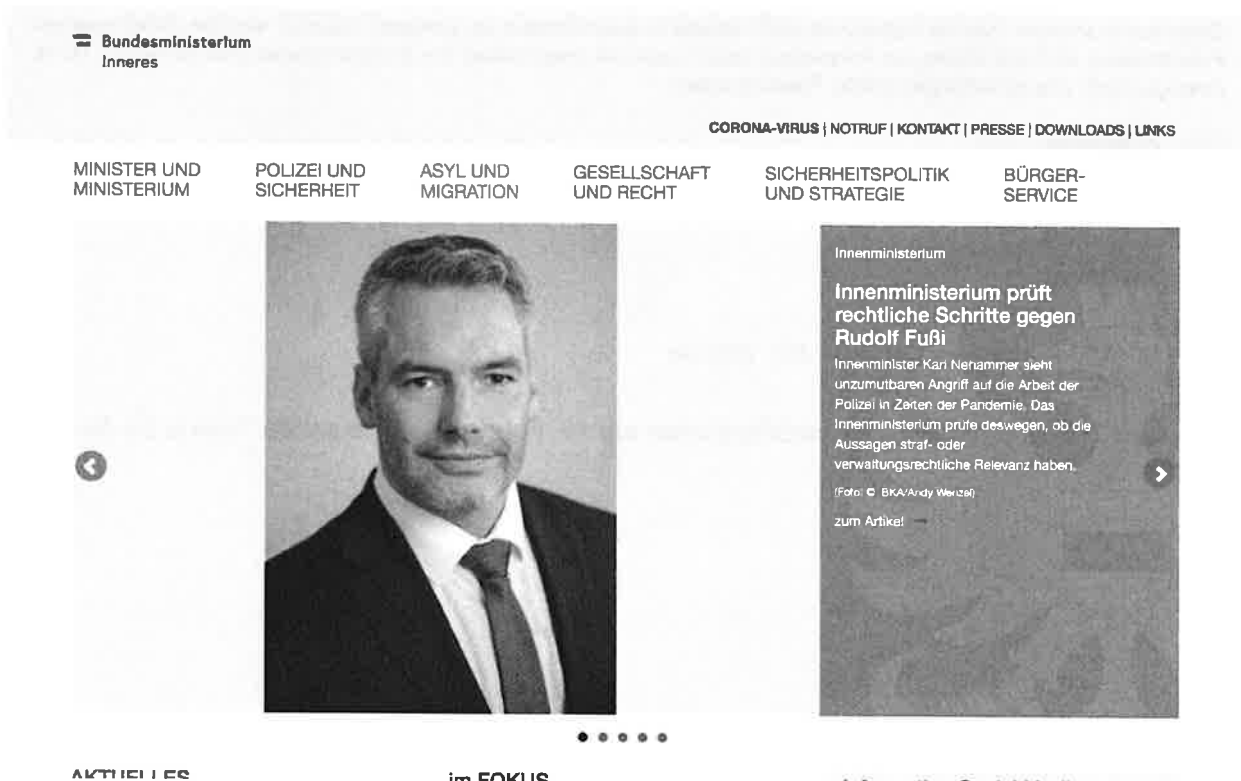 Bundesministerium
Inneres
CORONA-VIRUS | NOTRUF | KONTAKT | PRESSE | DOWNLOADS | LINKS
MINISTER UND
MINISTERIUM
POLIZEI UND
SICHERHEIT
ASYL UND
MIGRATION
GESELLSCHAFT
UND RECHT
SICHERHEITSPOLITIK
UND STRATEGIE
BÜRGER-
SERVICE
Innenministerium
Innenministerium prüft
rechtliche Schritte gegen
Rudolf Fußi
Innenminister Karl Nehammer sieht
unzumutbaren Angriff auf die Arbeit der
Polizei in Zeiten der Pandemie. Das
Innenministerium prüfe deswegen, ob die
Aussagen straf- oder
verwaltungsrechtliche Relevanz haben.
(Foto: © BKA/Andy Wenzel)
zum Artikel →
AKTUELLES
im FOKUS